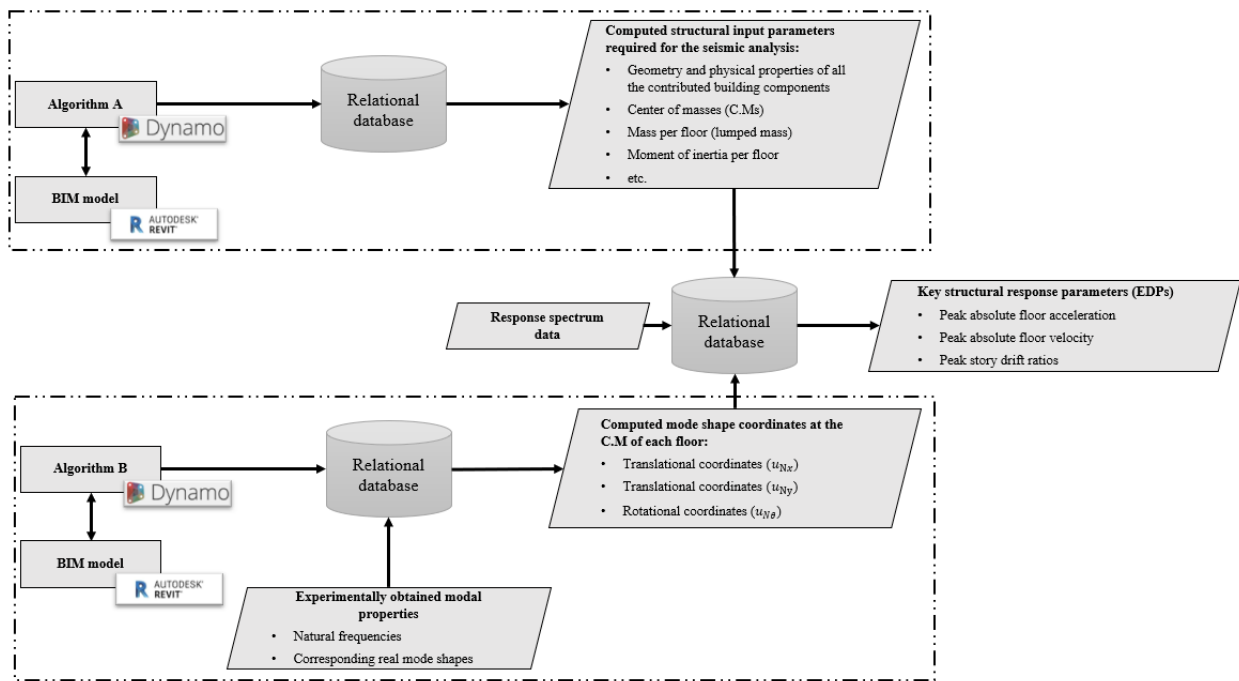 Computed structural input parameters
required for the seismic analysis:
• Geometry and physical properties of all
the contributed building components
• Center of masses (C.Ms)
• Mass per floor (lumped mass)
• Moment of inertia per floor
• etc.
Algorithm A
Dynamo
Relational
database
BIM model
R AUTODESK®
REVIT®
Response spectrum
data
Relational
database
Key structural response parameters (EDPs)
• Peak absolute floor acceleration
• Peak absolute floor velocity
• Peak story drift ratios
Computed mode shape coordinates at the
C.M of each floor:
• Translational coordinates (u_Nx)
• Translational coordinates (u_Ny)
• Rotational coordinates (u_Nθ)
Algorithm B
Dynamo
Relational
database
BIM model
R AUTODESK®
REVIT®
Experimentally obtained modal
properties
• Natural frequencies
• Corresponding real mode shapes